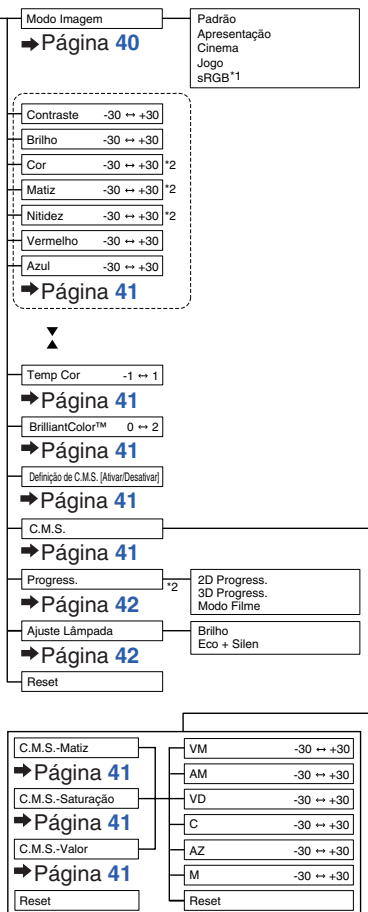 Modo Imagem
➡Página 40
Padrão
Apresentação
Cinema
Jogo
sRGB*1
Contraste -30 ↔ +30
Brilho -30 ↔ +30
Cor -30 ↔ +30 *2
Matiz -30 ↔ +30 *2
Nitidez -30 ↔ +30 *2
Vermelho -30 ↔ +30
Azul -30 ↔ +30
➡Página 41
Temp Cor -1 ↔ 1
➡Página 41
BrilliantColor™ 0 ↔ 2
➡Página 41
Definição de C.M.S. [Ativar/Desativar]
➡Página 41
C.M.S.
➡Página 41
Progress. *2
➡Página 42
2D Progress.
3D Progress.
Modo Filme
Ajuste Lâmpada
➡Página 42
Brilho
Eco + Silen
Reset
C.M.S.-Matiz
➡Página 41
C.M.S.-Saturação
➡Página 41
C.M.S.-Valor
➡Página 41
Reset
VM -30 ↔ +30
AM -30 ↔ +30
VD -30 ↔ +30
C -30 ↔ +30
AZ -30 ↔ +30
M -30 ↔ +30
Reset